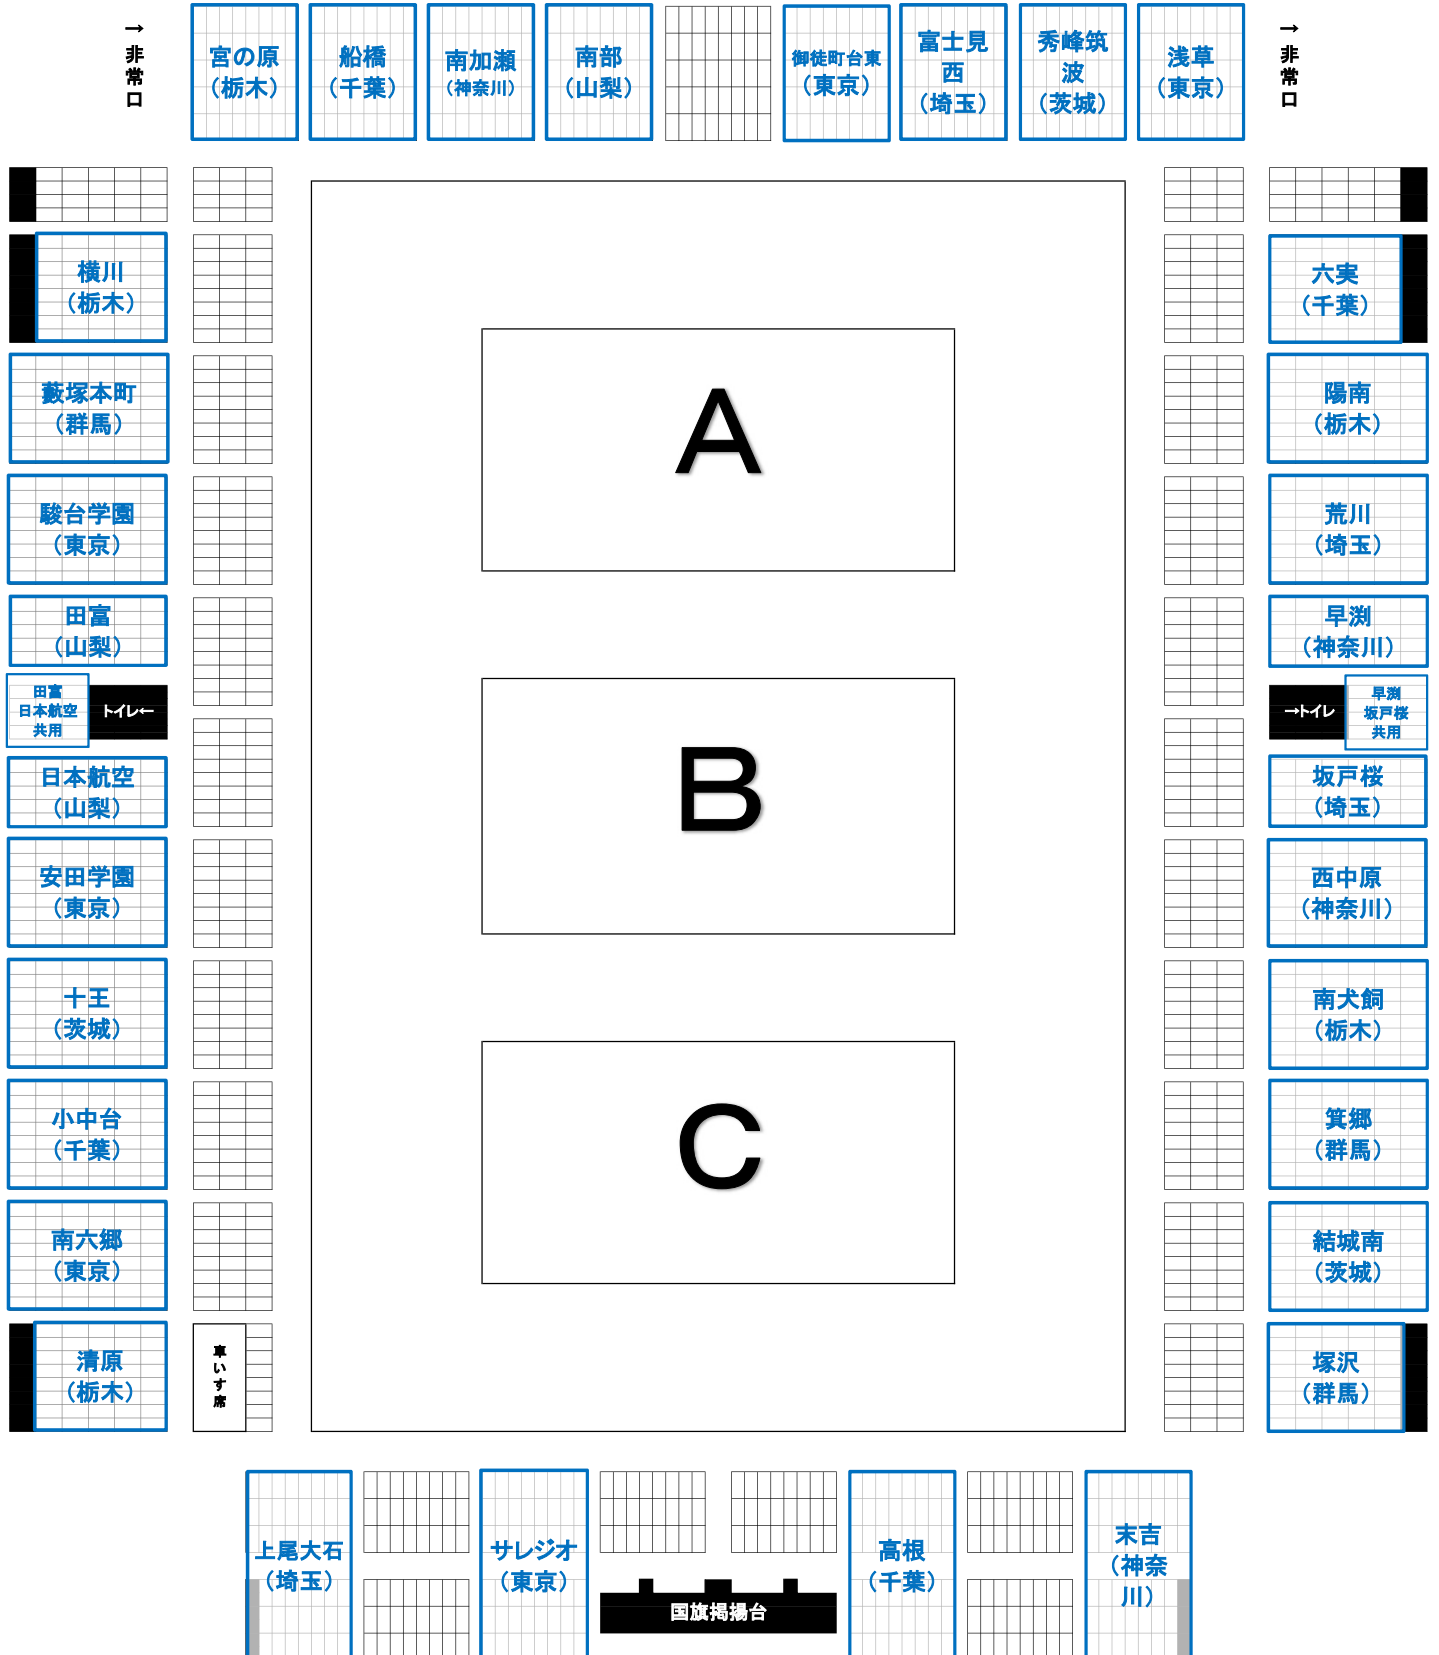 →非常口
宮の原
（栃木）
船橋
（千葉）
南加瀬
（神奈川）
南部
（山梨）
御徒町台東
（東京）
富士見
西
（埼玉）
秀峰筑
波
（茨城）
浅草
（東京）
→非常口
横川
（栃木）
藪塚本町
（群馬）
駿台学園
（東京）
田富
（山梨）
田富
日本航空
共用
トイレ←
日本航空
（山梨）
安田学園
（東京）
十王
（茨城）
小中台
（千葉）
南六郷
（東京）
清原
（栃木）
車いす席
A
B
C
六実
（千葉）
陽南
（栃木）
荒川
（埼玉）
早渕
（神奈川）
→トイレ
早渕
坂戸桜
共用
坂戸桜
（埼玉）
西中原
（神奈川）
南犬飼
（栃木）
箕郷
（群馬）
結城南
（茨城）
塚沢
（群馬）
上尾大石
（埼玉）
サレジオ
（東京）
国旗掲揚台
高根
（千葉）
末吉
（神奈
川）